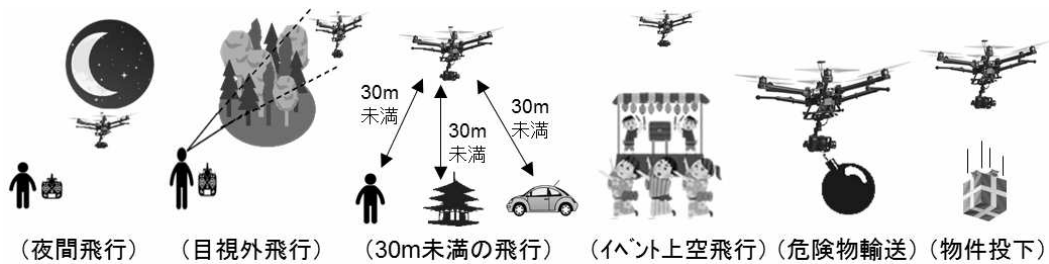 30m
未満
30m
未満
30m
未満
（夜間飛行）
（目視外飛行）
（30m未満の飛行）
（ｲﾍﾞﾝﾄ上空飛行）
（危険物輸送）
（物件投下）